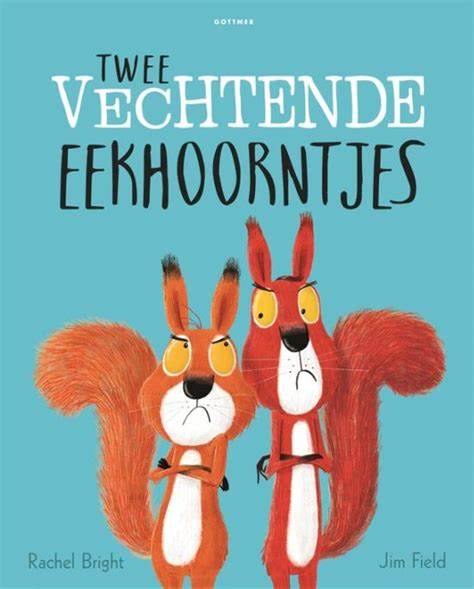 GOTTMER
TWEE
VECHTENDE
EEKHOORNTJES
Rachel Bright
Jim Field